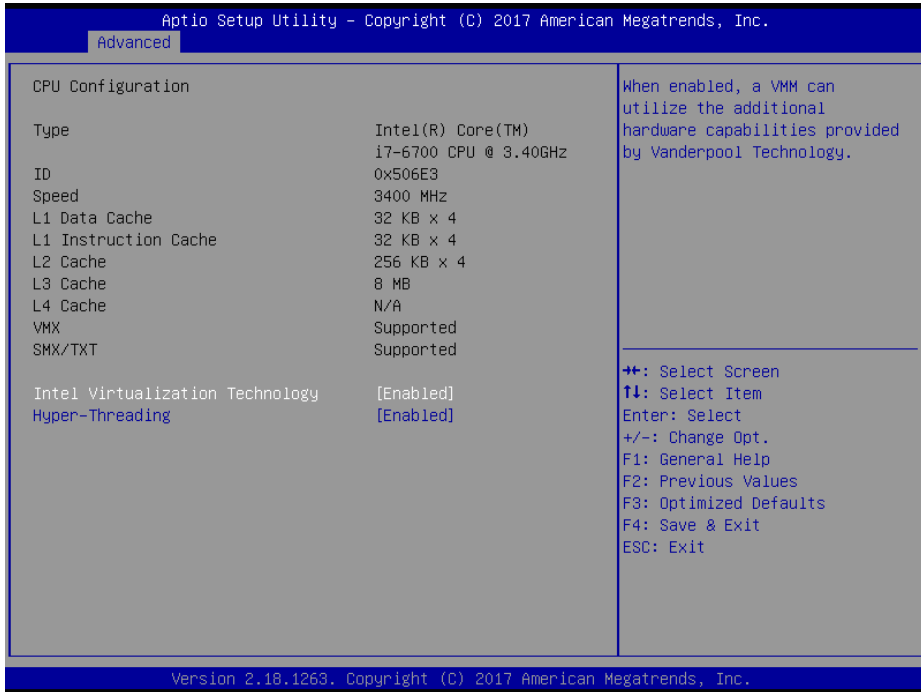 Aptio Setup Utility – Copyright (C) 2017 American Megatrends, Inc.
Advanced
CPU Configuration
Type Intel(R) Core(TM)
i7-6700 CPU @ 3.40GHz
ID 0x506E3
Speed 3400 MHz
L1 Data Cache 32 KB x 4
L1 Instruction Cache 32 KB x 4
L2 Cache 256 KB x 4
L3 Cache 8 MB
L4 Cache N/A
VMX Supported
SMX/TXT Supported
Intel Virtualization Technology [Enabled]
Hyper-Threading [Enabled]
When enabled, a VMM can
utilize the additional
hardware capabilities provided
by Vanderpool Technology.
→←: Select Screen
↑↓: Select Item
Enter: Select
+/-: Change Opt.
F1: General Help
F2: Previous Values
F3: Optimized Defaults
F4: Save & Exit
ESC: Exit
Version 2.18.1263. Copyright (C) 2017 American Megatrends, Inc.